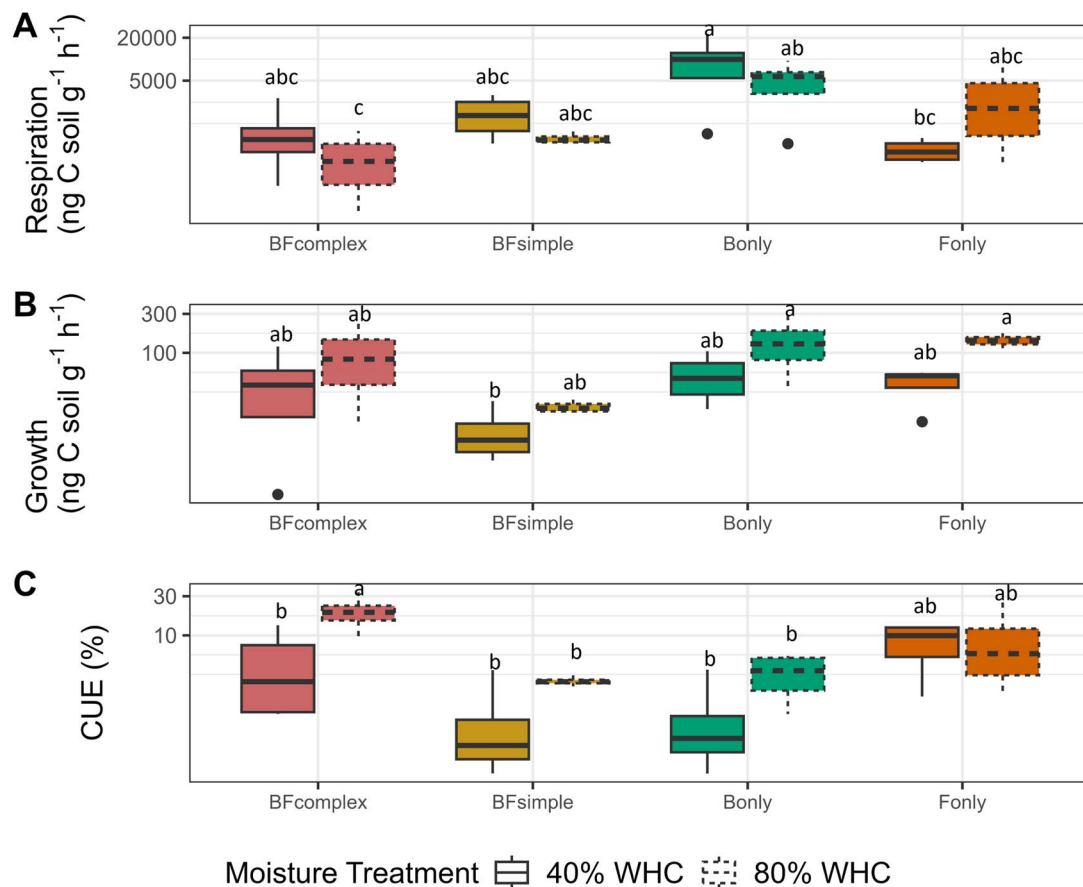 A
Respiration
(ng C soil g⁻¹ h⁻¹)
20000
5000
abc
c
abc
abc
a
ab
bc
abc
BFcomplex
BFsimple
Bonly
Fonly
B
Growth
(ng C soil g⁻¹ h⁻¹)
300
100
ab
ab
b
ab
ab
a
ab
a
BFcomplex
BFsimple
Bonly
Fonly
C
CUE (%)
30
10
b
a
b
b
b
b
ab
ab
BFcomplex
BFsimple
Bonly
Fonly
Moisture Treatment 40% WHC 80% WHC